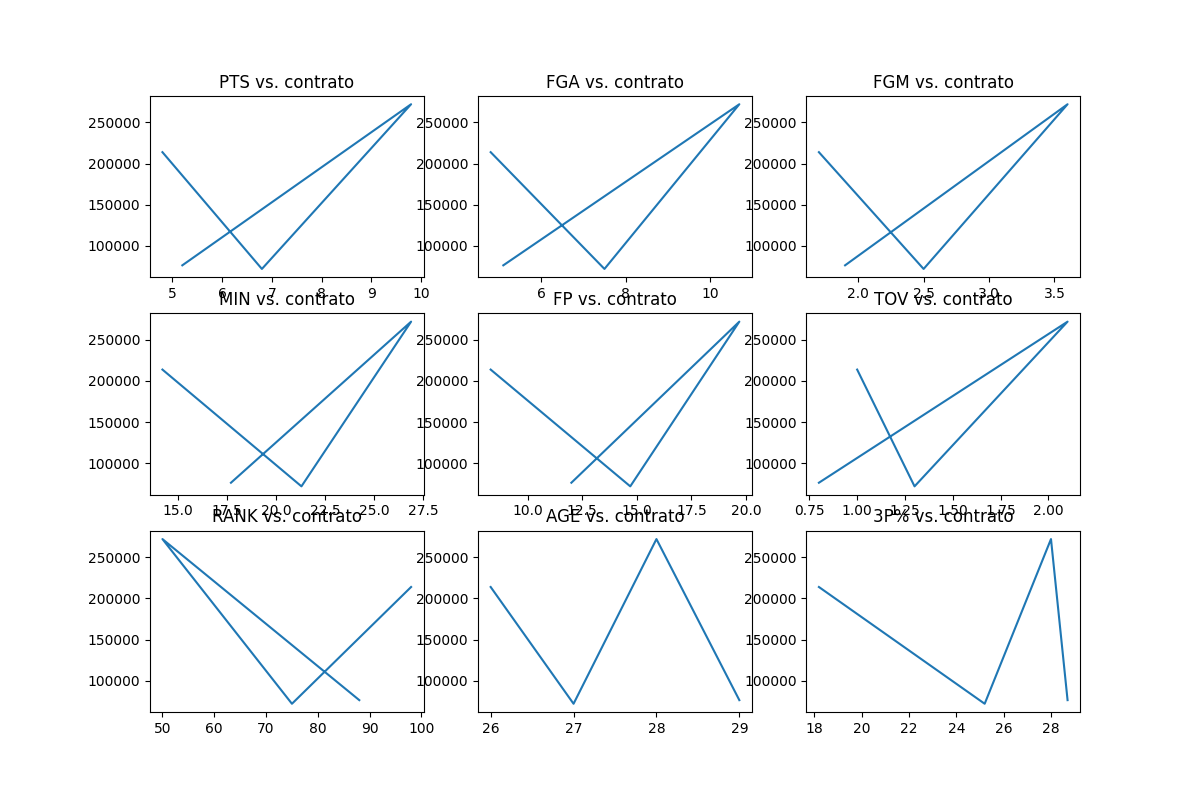 PTS vs. contrato
FGA vs. contrato
FGM vs. contrato
250000
200000
150000
100000
5 6 7 8 9 10
250000
200000
150000
100000
6 8 10
250000
200000
150000
100000
2.0 2.5 3.0 3.5
MIN vs. contrato
FP vs. contrato
TOV vs. contrato
250000
200000
150000
100000
15.0 17.5 20.0 22.5 25.0 27.5
250000
200000
150000
100000
10.0 12.5 15.0 17.5 20.0
250000
200000
150000
100000
0.75 1.00 1.25 1.50 1.75 2.00
RANK vs. contrato
AGE vs. contrato
3P% vs. contrato
250000
200000
150000
100000
50 60 70 80 90 100
250000
200000
150000
100000
26 27 28 29
250000
200000
150000
100000
18 20 22 24 26 28